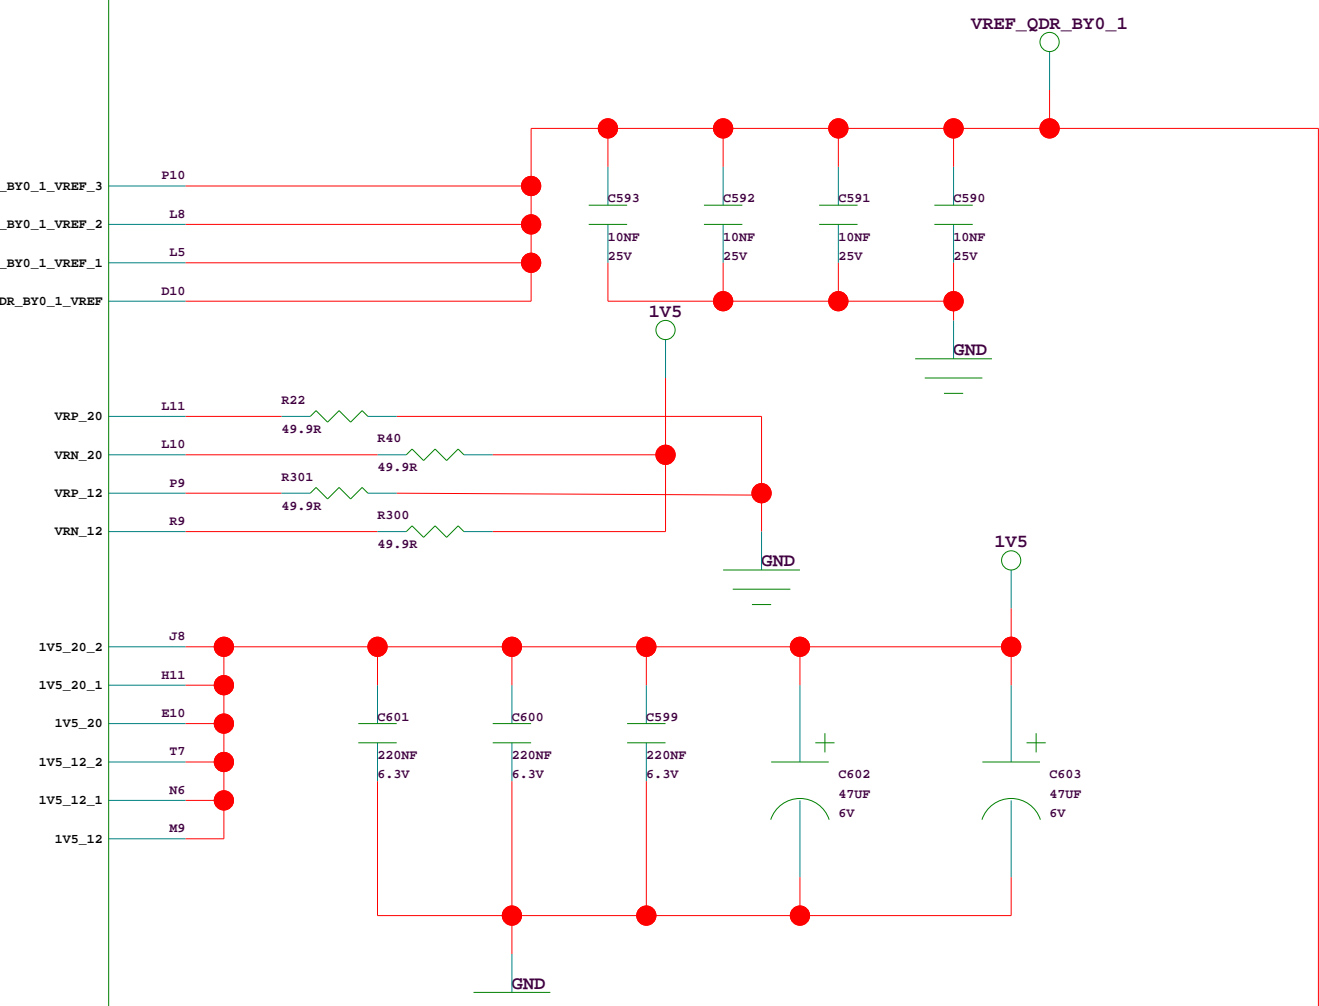 VREF_QDR_BY0_1
_BY0_1_VREF_3 P10
C593 C592 C591 C590
_BY0_1_VREF_2 L8
10NF 10NF 10NF 10NF
_BY0_1_VREF_1 L5
25V 25V 25V 25V
DR_BY0_1_VREF D10
1V5
GND
VRP_20 L11 R22
49.9R
VRN_20 L10 R40
49.9R
VRP_12 P9 R301
49.9R
VRN_12 R9 R300
49.9R
GND
1V5
1V5_20_2 J8
1V5_20_1 H11
1V5_20 E10
C601 C600 C599
220NF 220NF 220NF
6.3V 6.3V 6.3V
1V5_12_2 T7
C602 C603
47UF 47UF
6V 6V
1V5_12_1 N6
1V5_12 M9
GND